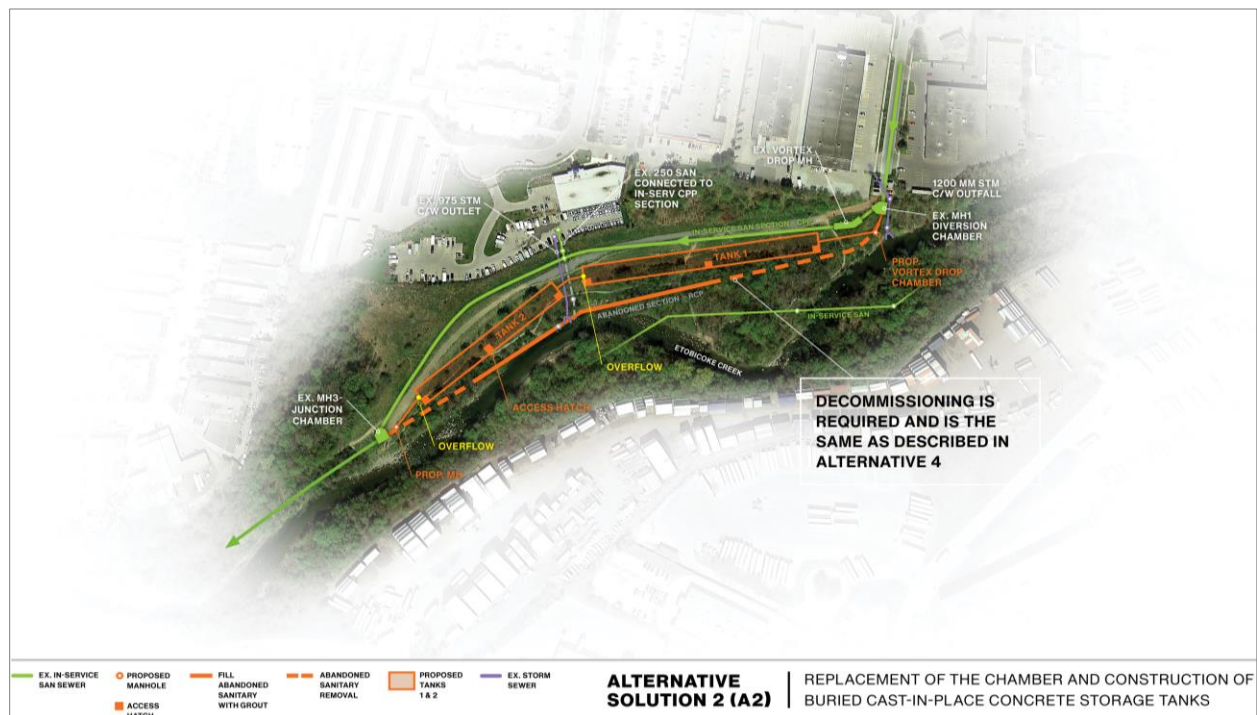 EX. VORTEX
DROP MH
EX. 250 SAN
CONNECTED TO
IN-SERV CPP
SECTION
1200 MM STM
C/W OUTFALL
EX. 975 STM
C/W OUTLET
EX. MH1
DIVERSION
CHAMBER
IN-SERVICE SAN SECTION - CPP
TANK 1
PROP.
VORTEX DROP
CHAMBER
ABANDONED SECTION - RCP
TANK 2
IN-SERVICE SAN
ETOBICOKE CREEK
OVERFLOW
EX. MH3-
JUNCTION
CHAMBER
ACCESS HATCH
OVERFLOW
PROP. MH
DECOMMISSIONING IS
REQUIRED AND IS THE
SAME AS DESCRIBED IN
ALTERNATIVE 4
EX. IN-SERVICE
SAN SEWER
PROPOSED
MANHOLE
ACCESS
FILL
ABANDONED
SANITARY
WITH GROUT
ABANDONED
SANITARY
REMOVAL
PROPOSED
TANKS
1 & 2
EX. STORM
SEWER
ALTERNATIVE
SOLUTION 2 (A2)
REPLACEMENT OF THE CHAMBER AND CONSTRUCTION OF
BURIED CAST-IN-PLACE CONCRETE STORAGE TANKS